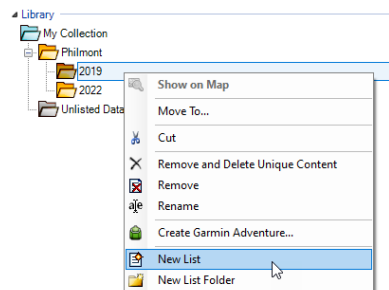 Library
My Collection
Philmont
2019
2022
Unlisted Data
Show on Map
Move To...
Cut
Remove and Delete Unique Content
Remove
Rename
Create Garmin Adventure...
New List
New List Folder